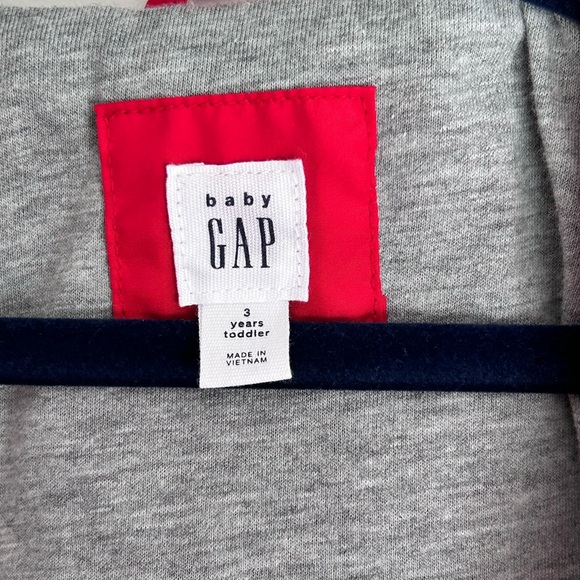 baby
GAP
3
years
toddler
MADE IN
VIETNAM